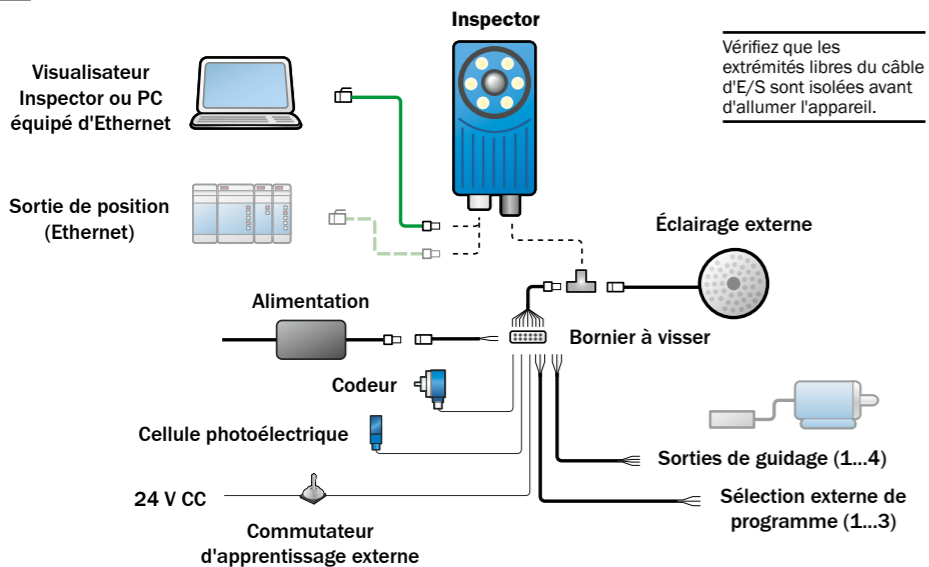 Inspector
Vérifiez que les
extrémités libres du câble
d'E/S sont isolées avant
d'allumer l'appareil.
Visualisateur
Inspector ou PC
équipé d'Ethernet
Sortie de position
(Ethernet)
Éclairage externe
Alimentation
Bornier à visser
Codeur
Cellule photoélectrique
Sorties de guidage (1...4)
24 V CC
Sélection externe de
programme (1...3)
Commutateur
d'apprentissage externe